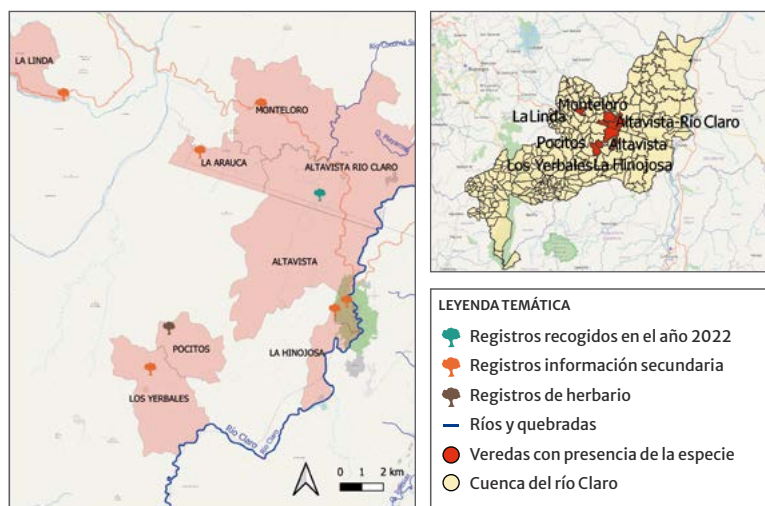 LA LINDA
MONTELORO
LA ARAUCA
ALTAVISTA RIO CLARO
ALTAVISTA
POCITOS
LA HINOJOSA
LOS YERBALES
Río Claro
Río Claro
0 1 2 km
Monteloro
La Linda
Altavista-Río Claro
Pocitos
Altavista
Los Yerbales
La Hinojosa
LEYENDA TEMÁTICA
Registros recogidos en el año 2022
Registros información secundaria
Registros de herbario
Ríos y quebradas
Veredas con presencia de la especie
Cuenca del río Claro